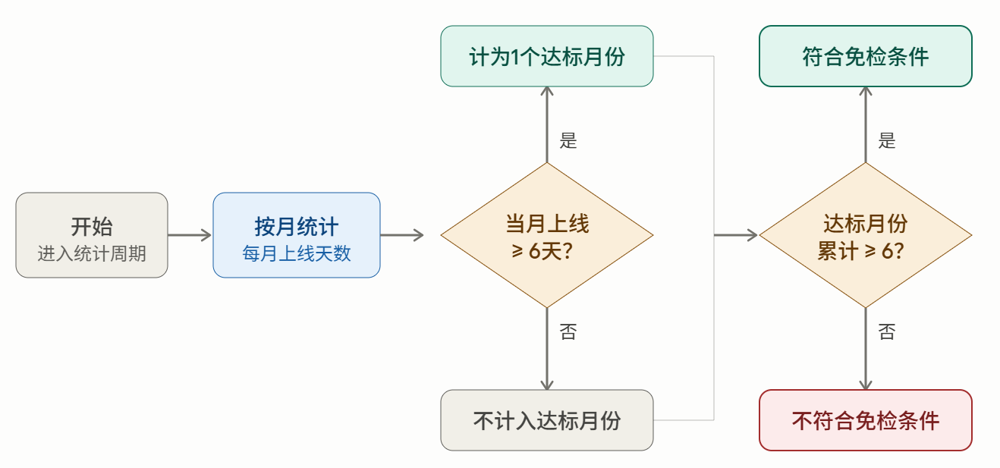 开始
进入统计周期
按月统计
每月上线天数
当月上线
≥ 6天？
是
计为1个达标月份
否
不计入达标月份
达标月份
累计 ≥ 6？
是
符合免检条件
否
不符合免检条件